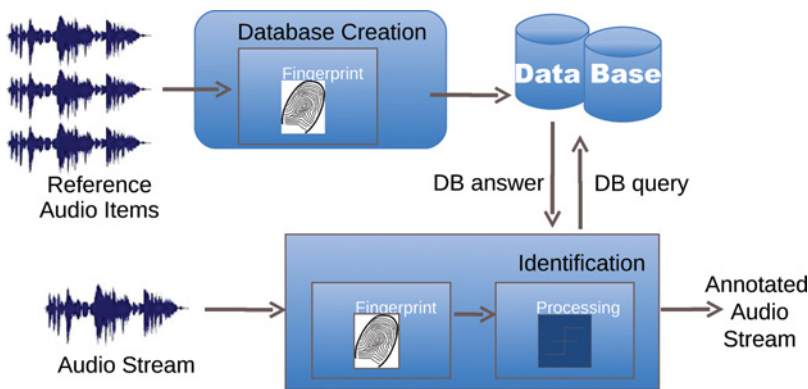 Database Creation
Fingerprint
Data Base
Reference
Audio Items
DB answer
DB query
Identification
Fingerprint
Processing
Audio Stream
Annotated
Audio
Stream